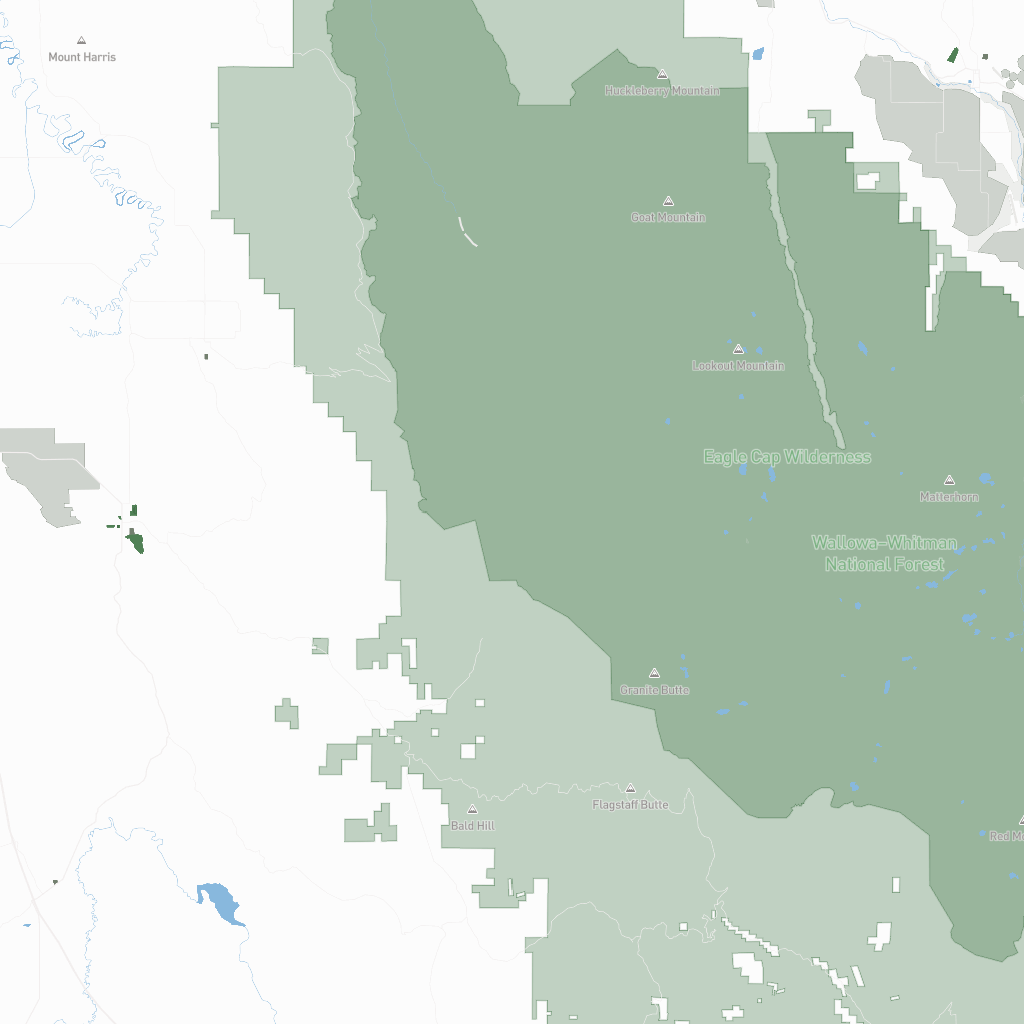 Mount Harris
Huckleberry Mountain
Goat Mountain
Lookout Mountain
Eagle Cap Wilderness
Matterhorn
Wallowa–Whitman
National Forest
Granite Butte
Flagstaff Butte
Bald Hill
Red Mo